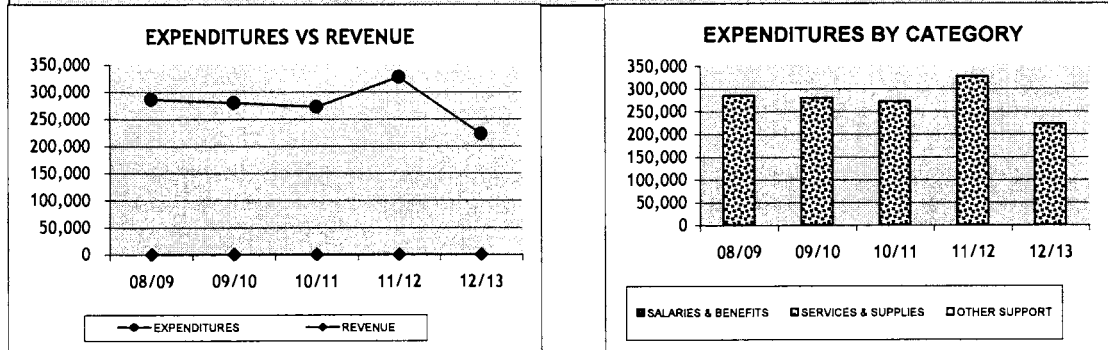 EXPENDITURES VS REVENUE
350,000
300,000
250,000
200,000
150,000
100,000
50,000
0
08/09 09/10 10/11 11/12 12/13
EXPENDITURES REVENUE
EXPENDITURES BY CATEGORY
350,000
300,000
250,000
200,000
150,000
100,000
50,000
0
08/09 09/10 10/11 11/12 12/13
SALARIES & BENEFITS SERVICES & SUPPLIES OTHER SUPPORT